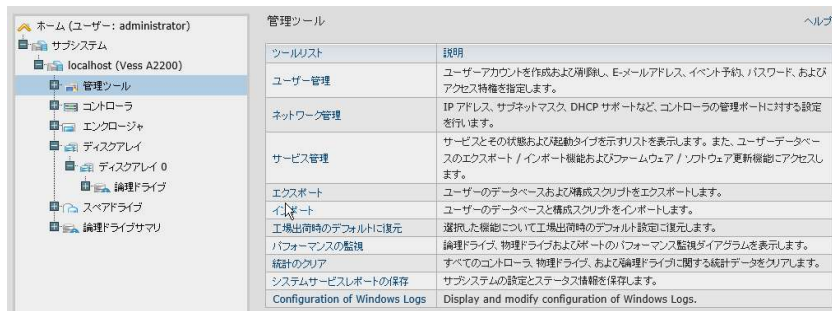 ホーム (ユーザー: administrator)
サブシステム
localhost (Vess A2200)
管理ツール
コントローラ
エンクロージャ
ディスクアレイ
ディスクアレイ 0
論理ドライブ
スペアドライブ
論理ドライブサマリ
管理ツール
ヘルプ
ツールリスト 説明
ユーザー管理
ユーザーアカウントを作成および削除し、E-メールアドレス、イベント予約、パスワード、および
アクセス特権を指定します。
ネットワーク管理
IP アドレス、サブネットマスク、DHCP サポートなど、コントローラの管理ポートに対する設定
を行います。
サービス管理
サービスとその状態および起動タイプを示すリストを表示します。また、ユーザーデータベー
スのエクスポート / インポート機能およびファームウェア / ソフトウェア更新機能にアクセスし
ます。
エクスポート ユーザーのデータベースおよび構成スクリプトをエクスポートします。
インポート ユーザーのデータベースと構成スクリプトをインポートします。
工場出荷時のデフォルトに復元 選択した機能について工場出荷時のデフォルト設定に復元します。
パフォーマンスの監視 論理ドライブ、物理ドライブおよびポートのパフォーマンス監視ダイアグラムを表示します。
統計のクリア すべてのコントローラ、物理ドライブ、および論理ドライブに関する統計データをクリアします。
システムサービスレポートの保存 サブシステムの設定とステータス情報を保存します。
Configuration of Windows Logs Display and modify configuration of Windows Logs.